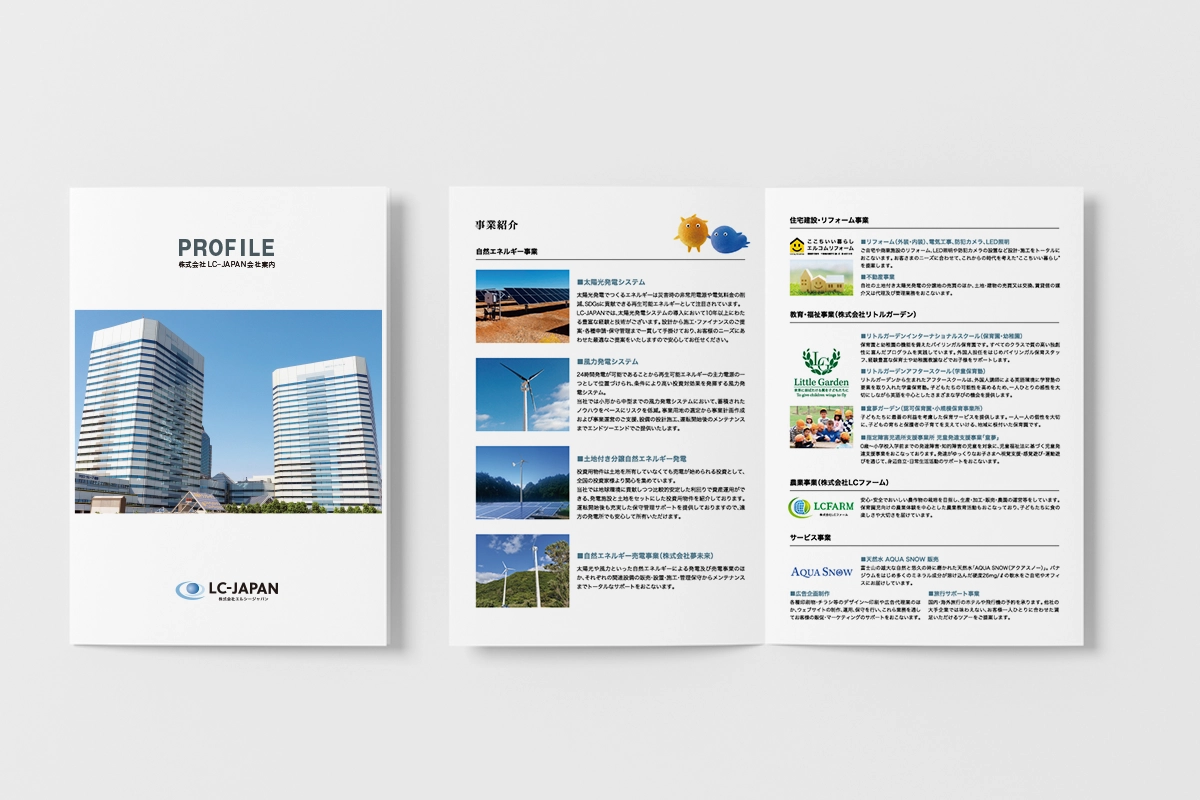 PROFILE
株式会社LC-JAPAN会社案内
LC-JAPAN
株式会社エルシージャパン
事業紹介
自然エネルギー事業
■太陽光発電システム
太陽光発電でつくるエネルギーは災害時の非常用電源や電気料金の削
減、SDGsに貢献できる再生可能エネルギーとして注目されています。
LC-JAPANでは、太陽光発電システムの導入において10年以上にわた
る豊富な経験と技術がございます。設計から施工・ファイナンスのご提
案・各種申請・保守管理まで一貫して手掛けており、お客様のニーズにあ
わせた最適なご提案をいたしますので安心してお任せください。
■風力発電システム
24時間発電が可能であることから再生可能エネルギーの主力電源の一
つとして位置づけられ、条件により高い投資対効果を発揮する風力発
電システム。
当社では小形から中型までの風力発電システムにおいて、蓄積された
ノウハウをベースにリスクを低減。事業用地の選定から事業計画作成
および事業運営のご支援、設備の設計施工、運転開始後のメンテナンス
までエンドツーエンドでご提供いたします。
■土地付き分譲自然エネルギー発電
投資用物件は土地を所有していなくても売電が始められる投資として、
全国の投資家様より関心を集めています。
当社では地球環境に貢献しつつ比較的安定した利回りで資産運用がで
きる、発電施設と土地をセットにした投資用物件を紹介しております。
運転開始後も充実した保守管理サポートを提供しておりますので、遠
方の発電所でも安心して所有いただけます。
■自然エネルギー売電事業(株式会社夢未来)
太陽光や風力といった自然エネルギーによる発電及び売電事業のほ
か、それぞれの関連設備の販売・設置・施工・管理保守からメンテナンス
までトータルなサポートをおこないます。
住宅建設・リフォーム事業
ここちいい暮らし
エルコムリフォーム
■リフォーム(外装・内装)、電気工事、防犯カメラ、LED照明
ご自宅や商業施設のリフォーム、LED照明や防犯カメラの設置など設計・施工をトータルに
おこないます。お客さまのニーズに合わせて、これからの時代を考えた“ここちいい暮らし”
を提案します。
■不動産事業
自社の土地付き太陽光発電の分譲地の売買のほか、土地・建物の売買又は交換、賃貸借の媒
介又は代理及び管理業務をおこないます。
教育・福祉事業(株式会社リトルガーデン)
LC
Little Garden
世界にはばたける翼を子どもたちに
To give children wings to fly
■リトルガーデンインターナショナルスクール(保育園・幼稚園)
保育園と幼稚園の機能を備えたバイリンガル保育園です。すべてのクラスで質の高い独創
性に富んだプログラムを実践しています。外国人担任をはじめバイリンガル保育スタッ
フ、経験豊富な保育士や幼稚園教諭などでお子様をサポートします。
■リトルガーデンアフタースクール(学童保育塾)
リトルガーデンから生まれたアフタースクールは、外国人講師による英語環境に学習塾の
要素を取り入れた学童保育塾。子どもたちの可能性を高めるため、一人ひとりの感性を大
切にしながら英語を中心としたさまざまな学びの機会を提供します。
■童夢ガーデン(認可保育園・小規模保育事業所)
子どもたちに最善の利益を考慮した保育サービスを提供します。一人一人の個性を大切
に、子どもの育ちと保護者の子育てを支えていける、地域に根付いた保育園です。
■指定障害児通所支援事業所 児童発達支援事業「童夢」
0歳～小学校入学前までの発達障害・知的障害の児童を対象に、児童福祉法に基づく児童発
達支援事業をおこなっております。発達がゆっくりなお子さまへ視覚支援・感覚遊び・運動遊
びを通じて、身辺自立・日常生活活動のサポートをおこないます。
農業事業(株式会社LCファーム)
LCFARM
株式会社LCファーム
安心・安全でおいしい農作物の栽培を目指し、生産・加工・販売・農園の運営等をしています。
保育園児向けの農業体験を中心とした農業教育活動もおこなっており、子どもたちに食の
楽しさや大切さを届けています。
サービス事業
AQUA SNOW
■天然水 AQUA SNOW 販売
富士山の雄大な自然と悠久の時に磨かれた天然水「AQUA SNOW(アクアスノー)」。バナ
ジウムをはじめ多くのミネラル成分が溶け込んだ硬度26mg/ℓの軟水をご自宅やオフィ
スにお届けしています。
■広告企画制作
各種印刷物・チラシ等のデザイン～印刷や広告代理業のほ
か、ウェブサイトの制作、運用、保守を行い、これら業務を通し
てお客様の販促・マーケティングのサポートをおこないます。
■旅行サポート事業
国内・海外旅行のホテルや飛行機の予約を承ります。他社の
大手企業では味わえない、お客様一人ひとりに合わせた満
足いただけるツアーをご提案します。